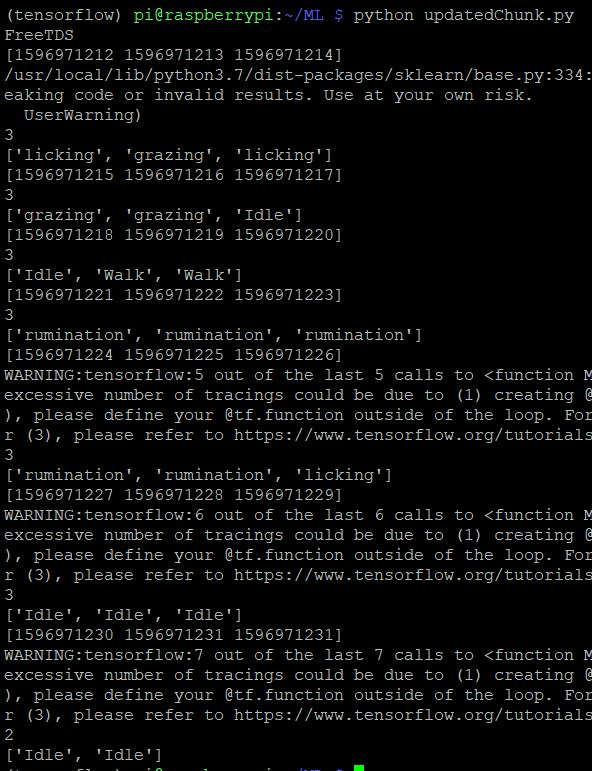 (tensorflow) pi@raspberrypi:~/ML $ python updatedChunk.py
FreeTDS
[1596971212 1596971213 1596971214]
/usr/local/lib/python3.7/dist-packages/sklearn/base.py:334:
eaking code or invalid results. Use at your own risk.
  UserWarning)
3
['licking', 'grazing', 'licking']
[1596971215 1596971216 1596971217]
3
['grazing', 'grazing', 'Idle']
[1596971218 1596971219 1596971220]
3
['Idle', 'Walk', 'Walk']
[1596971221 1596971222 1596971223]
3
['rumination', 'rumination', 'rumination']
[1596971224 1596971225 1596971226]
WARNING:tensorflow:5 out of the last 5 calls to <function M
excessive number of tracings could be due to (1) creating @
), please define your @tf.function outside of the loop. For
r (3), please refer to https://www.tensorflow.org/tutorials
3
['rumination', 'rumination', 'licking']
[1596971227 1596971228 1596971229]
WARNING:tensorflow:6 out of the last 6 calls to <function M
excessive number of tracings could be due to (1) creating @
), please define your @tf.function outside of the loop. For
r (3), please refer to https://www.tensorflow.org/tutorials
3
['Idle', 'Idle', 'Idle']
[1596971230 1596971231 1596971231]
WARNING:tensorflow:7 out of the last 7 calls to <function M
excessive number of tracings could be due to (1) creating @
), please define your @tf.function outside of the loop. For
r (3), please refer to https://www.tensorflow.org/tutorials
2
['Idle', 'Idle']
(tensorflow) pi@raspberrypi:~/ML $